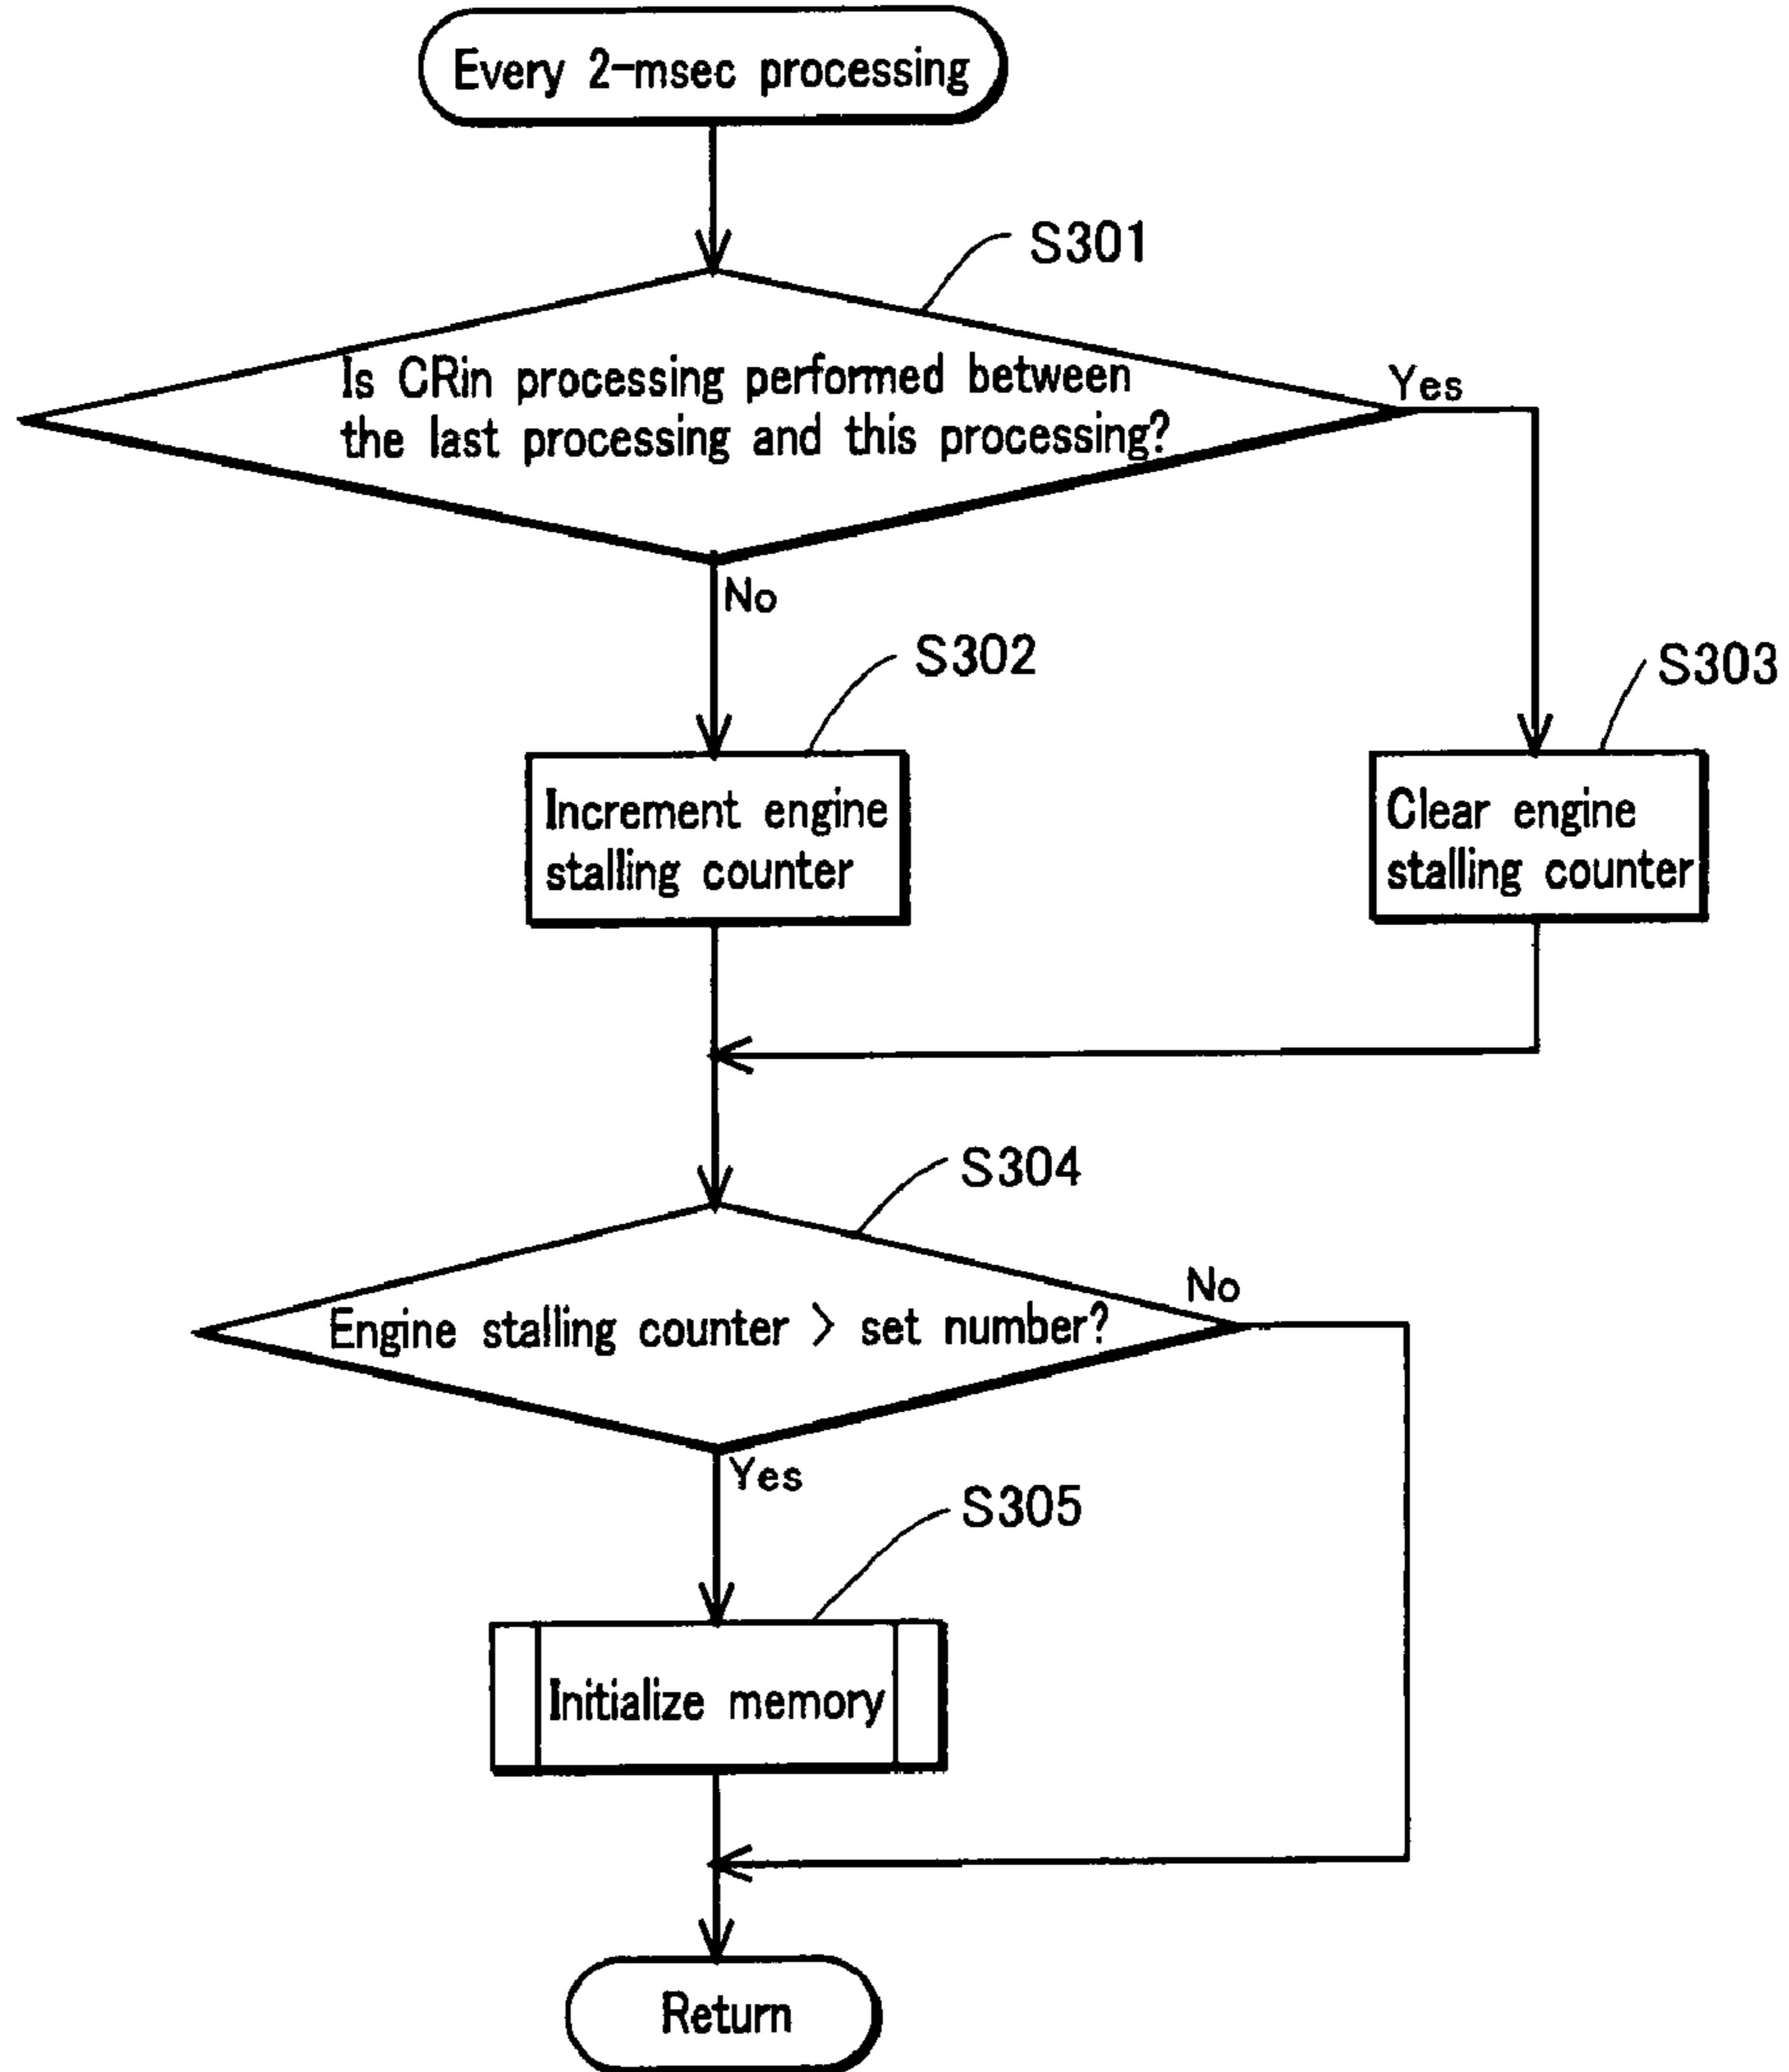 Every 2-msec processing
S301
Is CRin processing performed between
the last processing and this processing?
Yes
No
S302
S303
Increment engine
stalling counter
Clear engine
stalling counter
S304
Engine stalling counter > set number?
No
Yes
S305
Initialize memory
Return